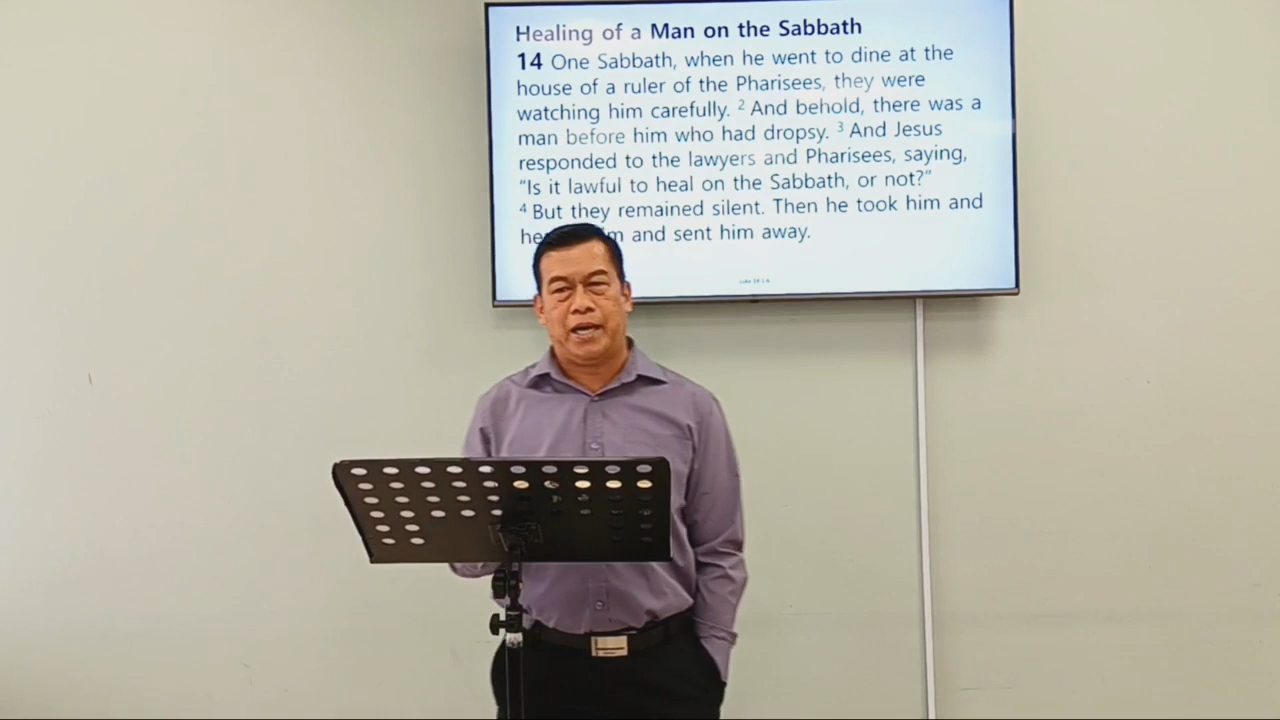 Healing of a Man on the Sabbath
14 One Sabbath, when he went to dine at the
house of a ruler of the Pharisees, they were
watching him carefully. 2 And behold, there was a
man before him who had dropsy. 3 And Jesus
responded to the lawyers and Pharisees, saying,
“Is it lawful to heal on the Sabbath, or not?”
4 But they remained silent. Then he took him and
and sent him away.